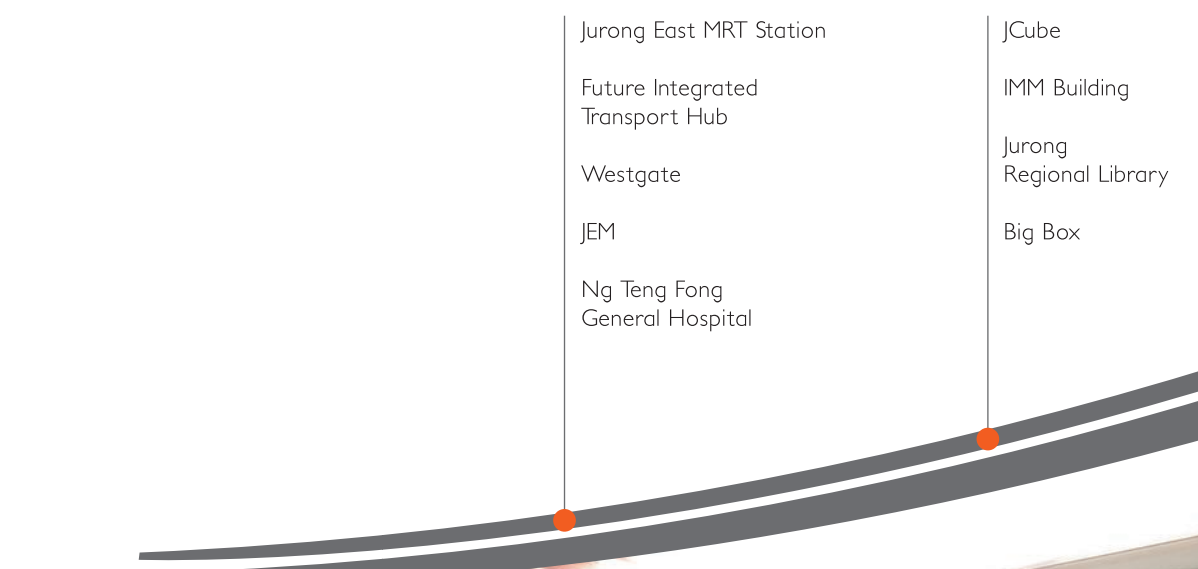 Jurong East MRT Station
Future Integrated
Transport Hub
Westgate
JEM
Ng Teng Fong
General Hospital
JCube
IMM Building
Jurong
Regional Library
Big Box